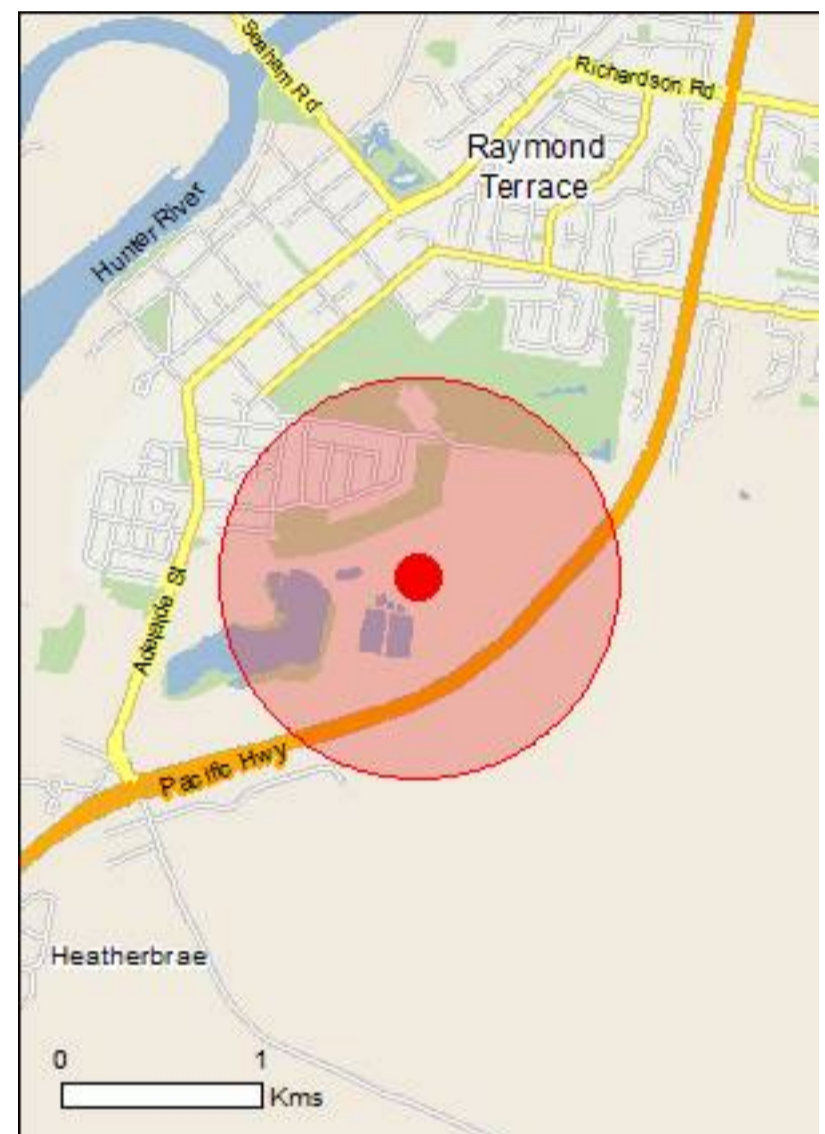 Seaham Rd
Richardson Rd
Raymond
Terrace
Hunter River
Adelaide St
Pacific Hwy
Heatherbrae
0 1
Kms